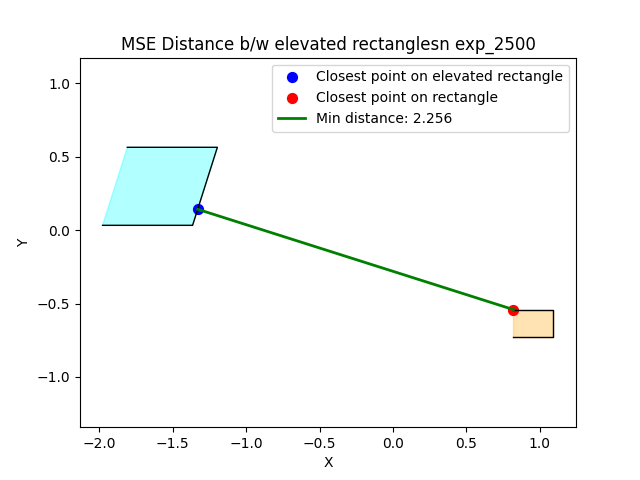 MSE Distance b/w elevated rectanglesn exp_2500
Closest point on elevated rectangle
Closest point on rectangle
Min distance: 2.256
1.0
0.5
0.0
−0.5
−1.0
Y
−2.0 −1.5 −1.0 −0.5 0.0 0.5 1.0
X